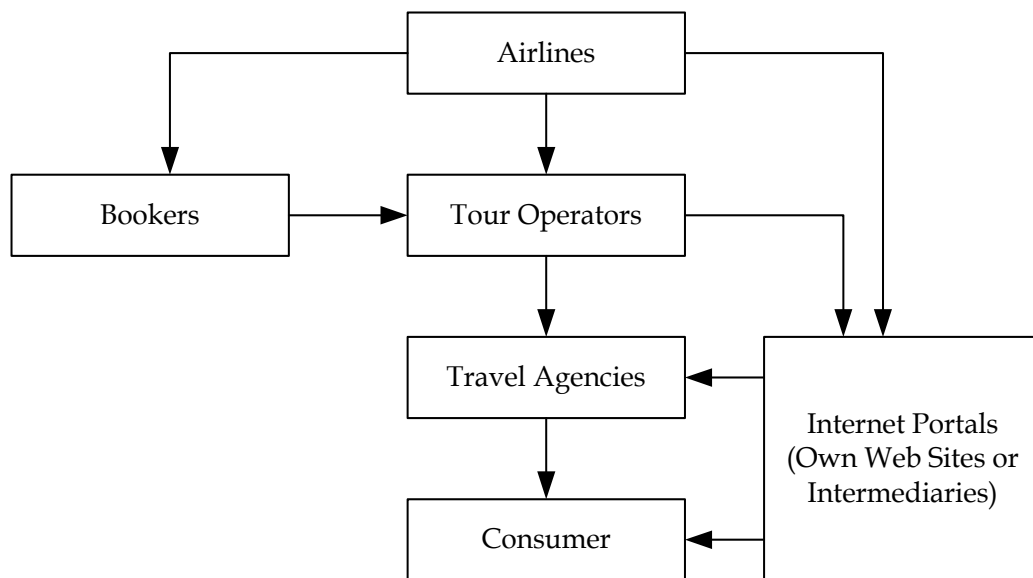 Airlines
Bookers
Tour Operators
Travel Agencies
Internet Portals
(Own Web Sites or
Intermediaries)
Consumer